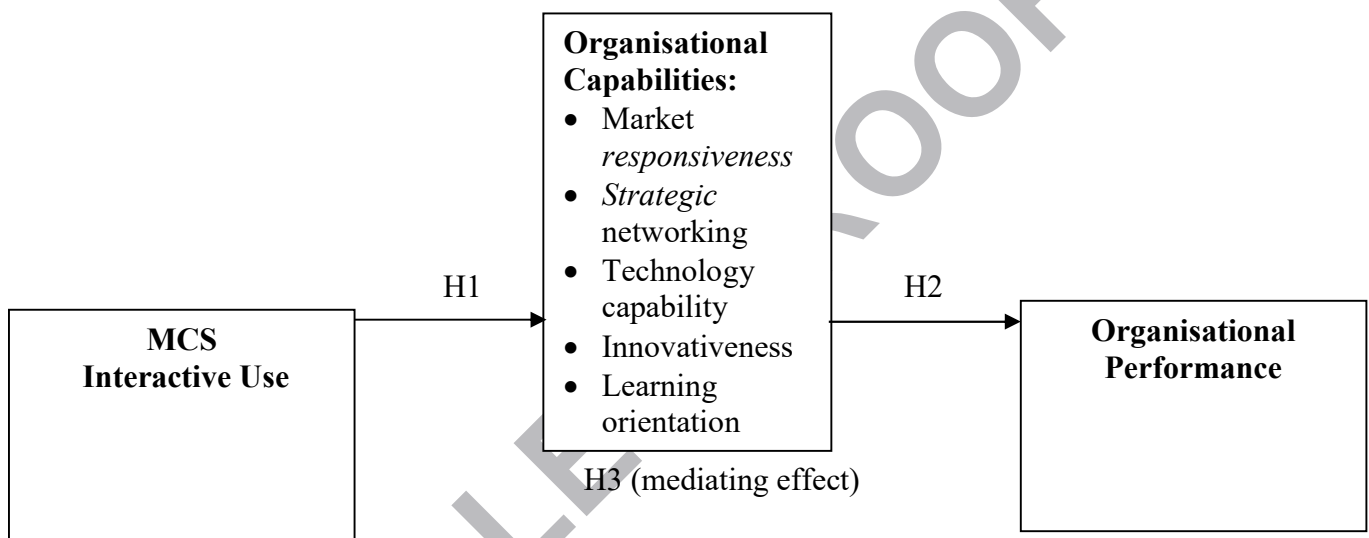 Organisational
Capabilities:
• Market
responsiveness
• Strategic
networking
• Technology
capability
• Innovativeness
• Learning
orientation
H1
H2
MCS
Interactive Use
Organisational
Performance
H3 (mediating effect)